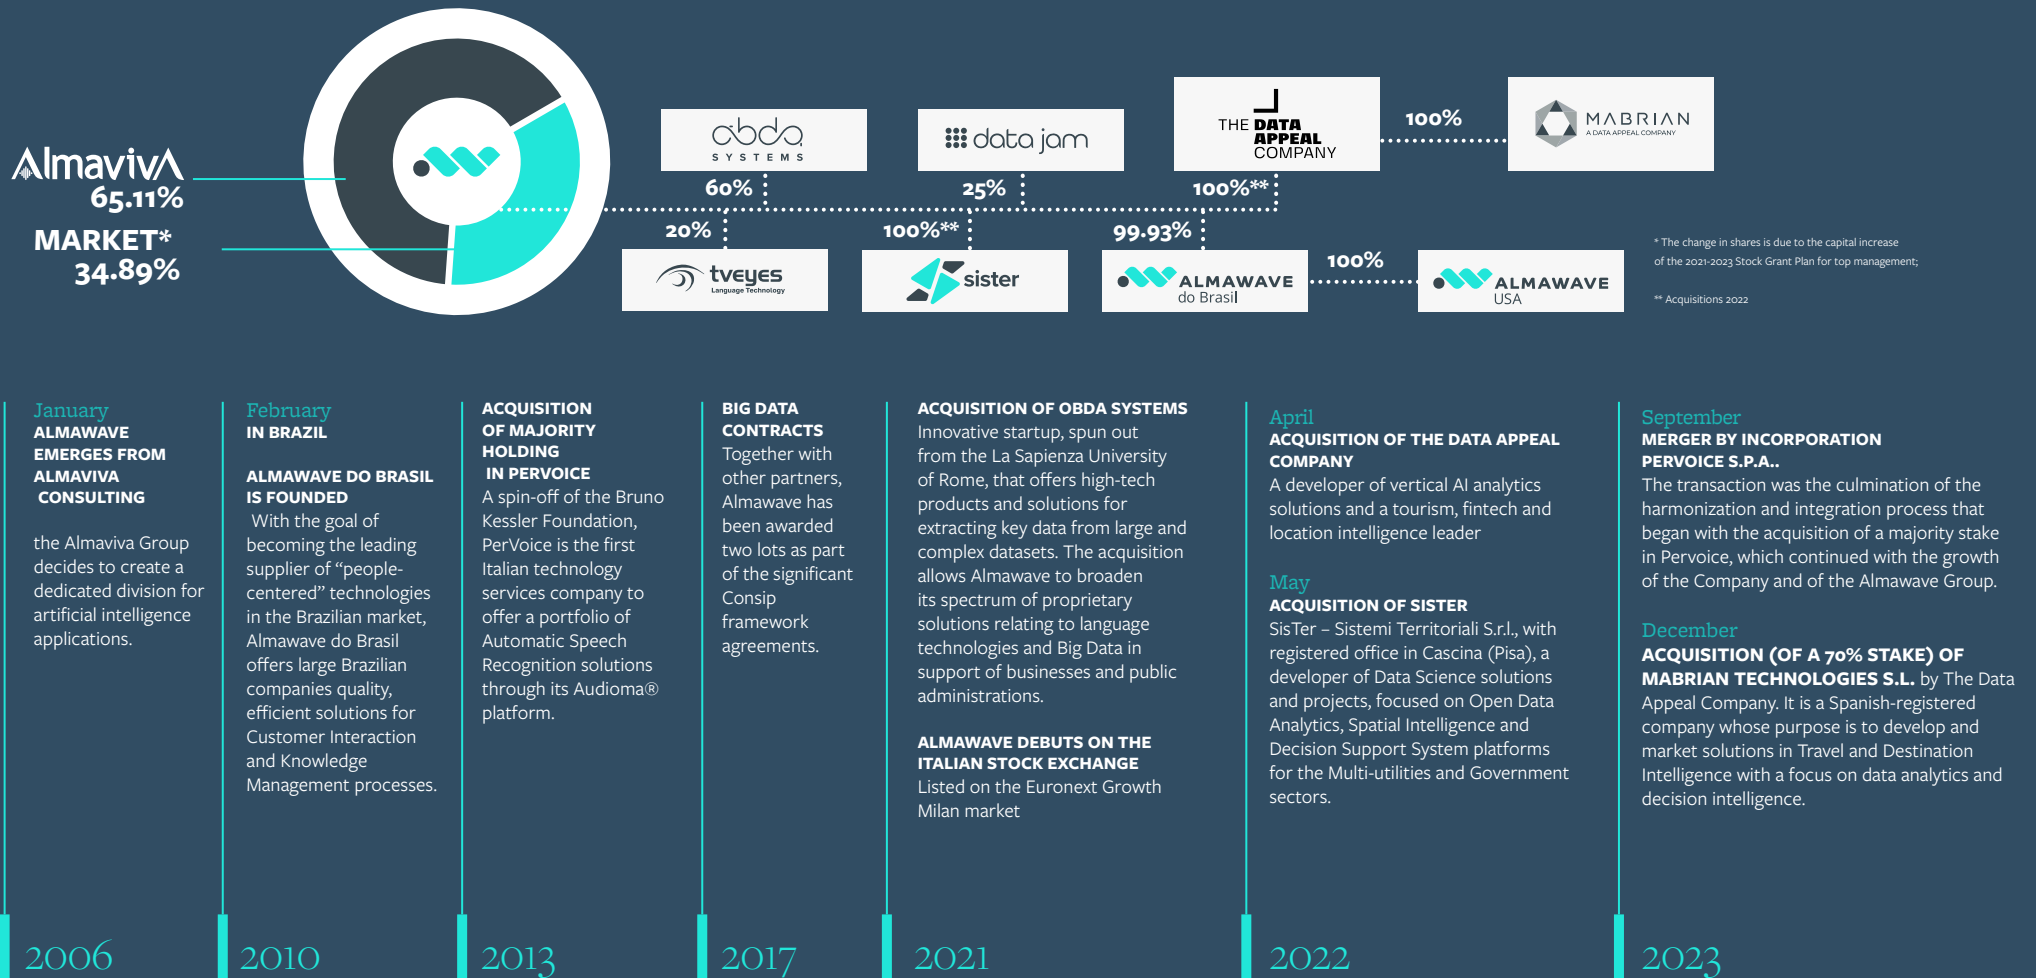 AlmavivA
65.11%
MARKET*
34.89%
obda
SYSTEMS
60%
data jam
25%
THE DATA
APPEAL
COMPANY
100%**
100%
MABRIAN
A DATA APPEAL COMPANY
20%
tveyes
Language Technology
100%**
sister
99.93%
ALMAWAVE
do Brasil
100%
ALMAWAVE
USA
* The change in shares is due to the capital increase
of the 2021-2023 Stock Grant Plan for top management;
** Acquisitions 2022
January
ALMAWAVE
EMERGES FROM
ALMAVIVA
CONSULTING
the Almaviva Group
decides to create a
dedicated division for
artificial intelligence
applications.
2006
February
IN BRAZIL
ALMAWAVE DO BRASIL
IS FOUNDED
With the goal of
becoming the leading
supplier of “people-
centered” technologies
in the Brazilian market,
Almawave do Brasil
offers large Brazilian
companies quality,
efficient solutions for
Customer Interaction
and Knowledge
Management processes.
2010
ACQUISITION
OF MAJORITY
HOLDING
IN PERVOICE
A spin-off of the Bruno
Kessler Foundation,
PerVoice is the first
Italian technology
services company to
offer a portfolio of
Automatic Speech
Recognition solutions
through its Audioma®
platform.
2013
BIG DATA
CONTRACTS
Together with
other partners,
Almawave has
been awarded
two lots as part
of the significant
Consip
framework
agreements.
2017
ACQUISITION OF OBDA SYSTEMS
Innovative startup, spun out
from the La Sapienza University
of Rome, that offers high-tech
products and solutions for
extracting key data from large and
complex datasets. The acquisition
allows Almawave to broaden
its spectrum of proprietary
solutions relating to language
technologies and Big Data in
support of businesses and public
administrations.
ALMAWAVE DEBUTS ON THE
ITALIAN STOCK EXCHANGE
Listed on the Euronext Growth
Milan market
2021
April
ACQUISITION OF THE DATA APPEAL
COMPANY
A developer of vertical AI analytics
solutions and a tourism, fintech and
location intelligence leader
May
ACQUISITION OF SISTER
SisTer – Sistemi Territoriali S.r.l., with
registered office in Cascina (Pisa), a
developer of Data Science solutions
and projects, focused on Open Data
Analytics, Spatial Intelligence and
Decision Support System platforms
for the Multi-utilities and Government
sectors.
2022
September
MERGER BY INCORPORATION
PERVOICE S.P.A..
The transaction was the culmination of the
harmonization and integration process that
began with the acquisition of a majority stake
in Pervoice, which continued with the growth
of the Company and of the Almawave Group.
December
ACQUISITION (OF A 70% STAKE) OF
MABRIAN TECHNOLOGIES S.L. by The Data
Appeal Company. It is a Spanish-registered
company whose purpose is to develop and
market solutions in Travel and Destination
Intelligence with a focus on data analytics and
decision intelligence.
2023